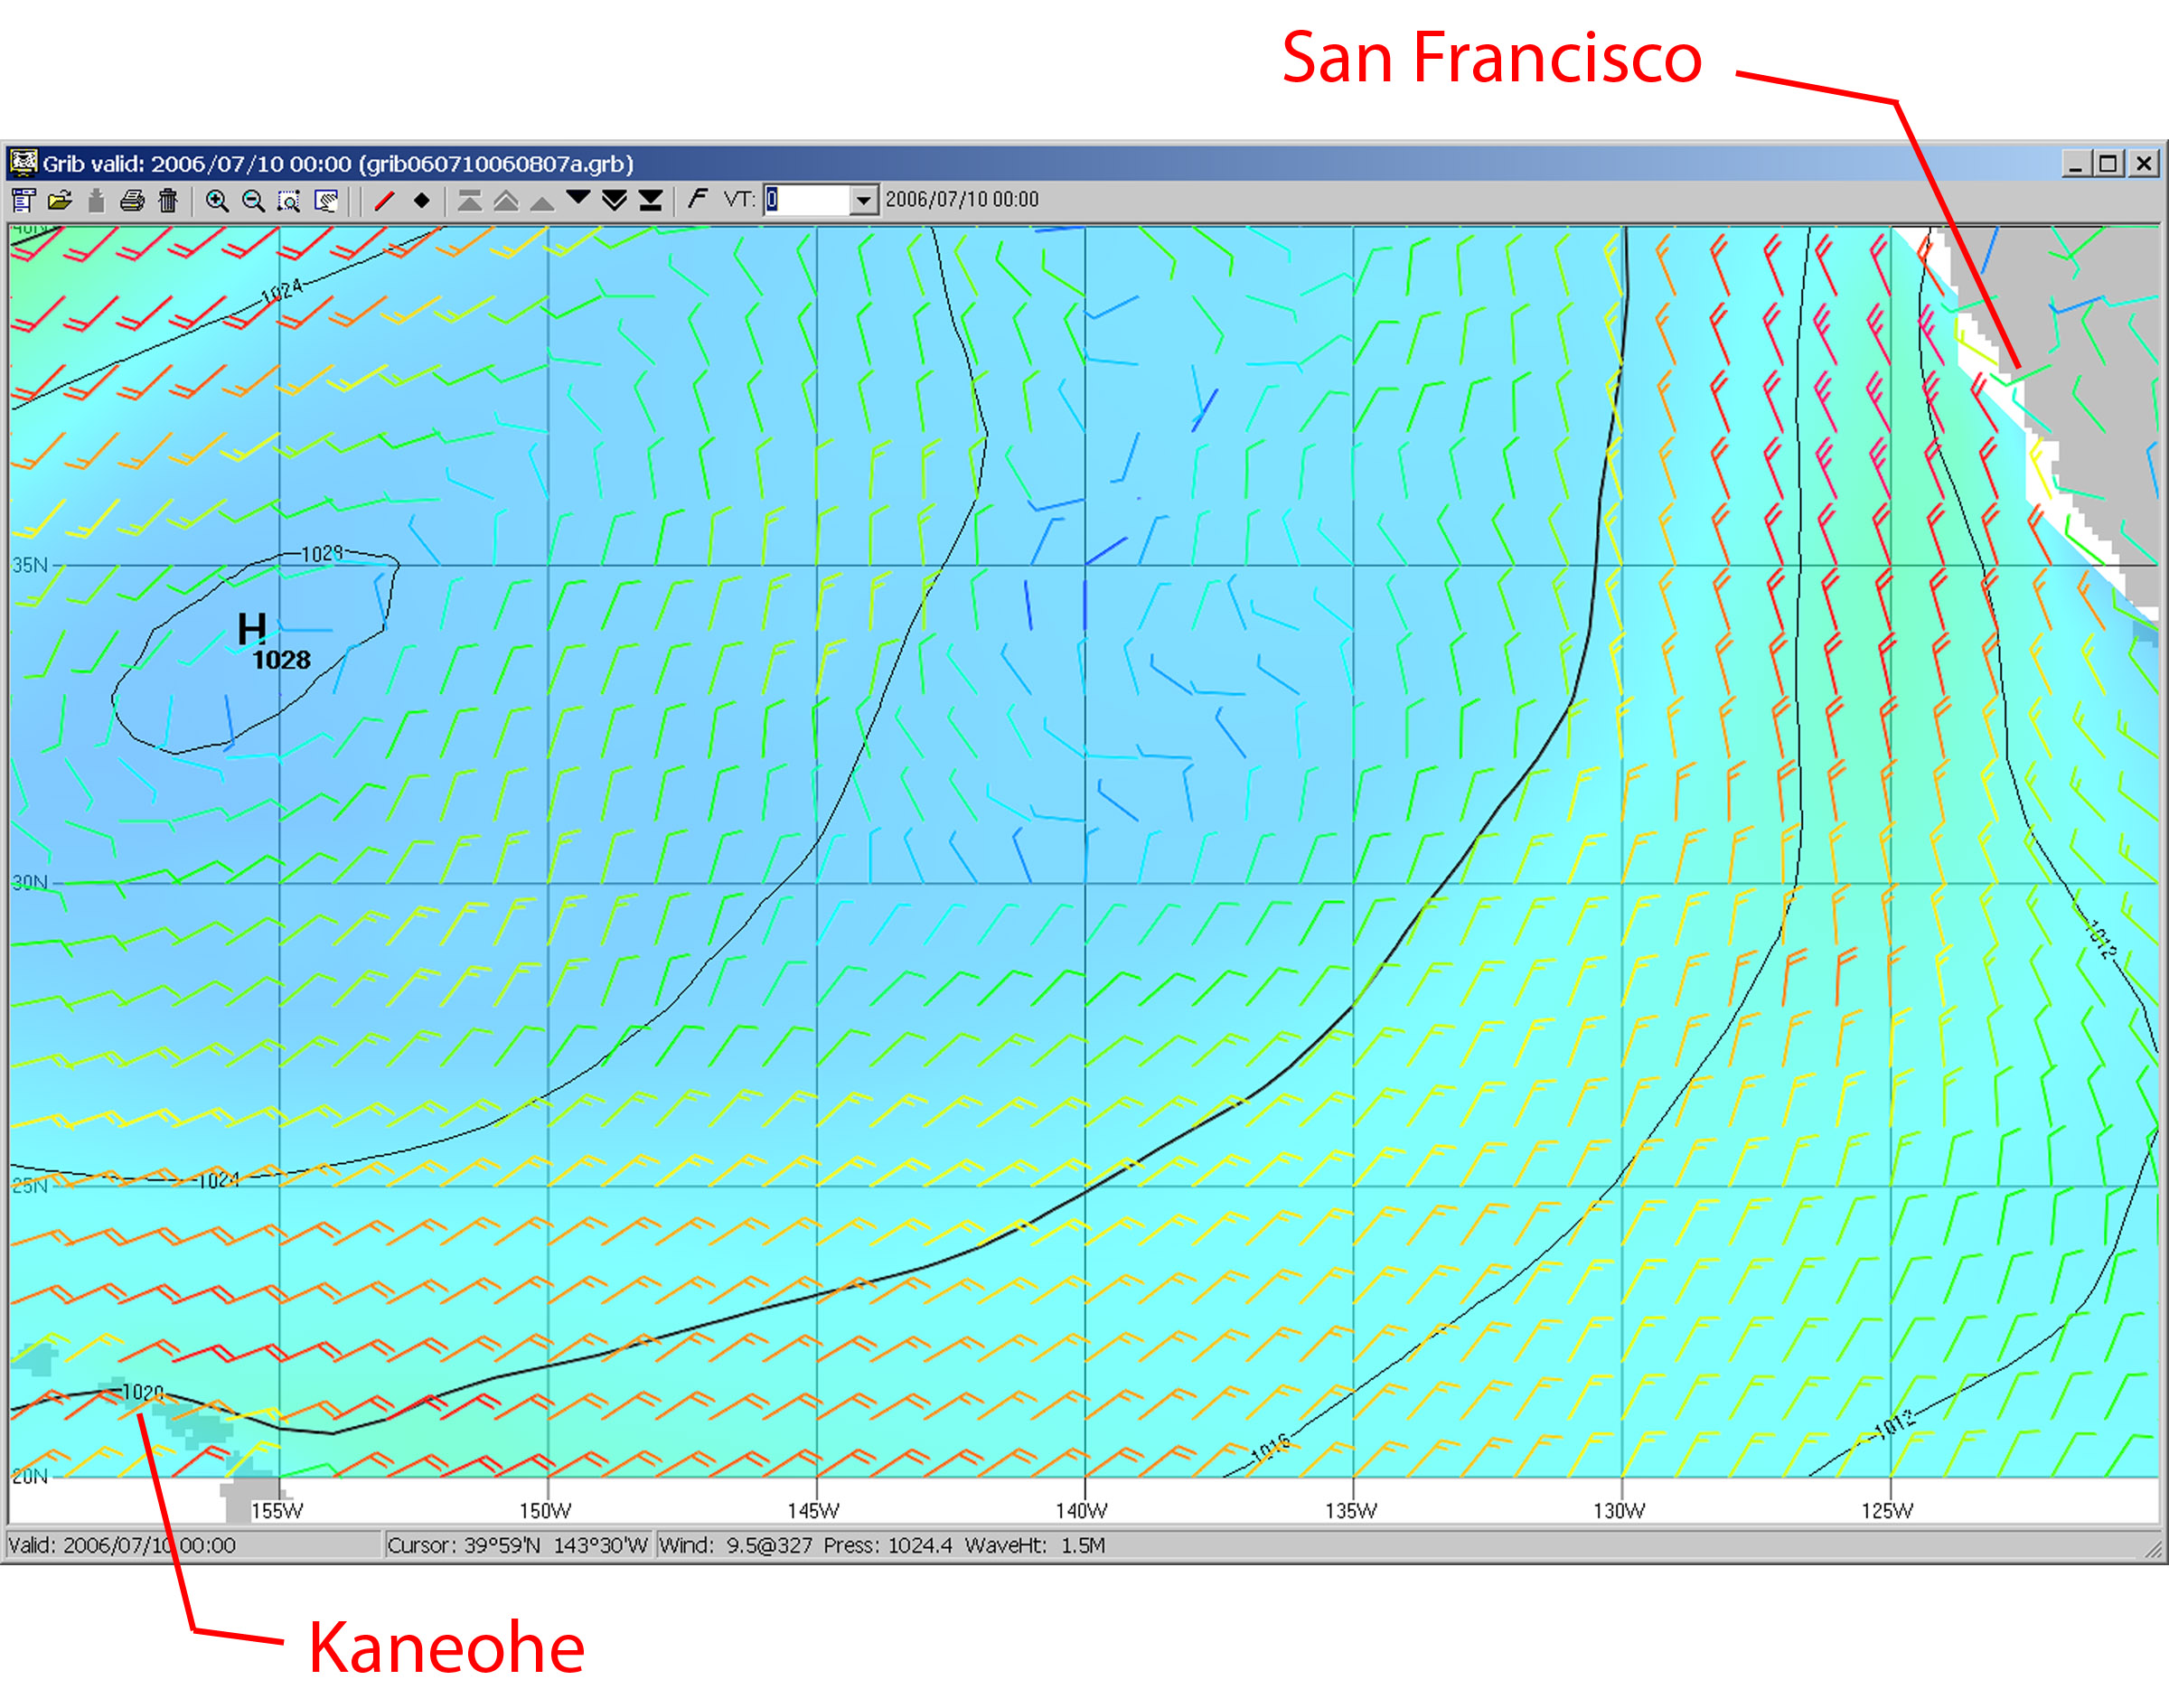 San Francisco
Grib valid: 2006/07/10 00:00 (grib060710060807a.grb)
VT: 0 2006/07/10 00:00
40N
1024
1028
35N
H
1028
30N
1012
1024
25N
1020
1016
1012
20N
155W 150W 145W 140W 135W 130W 125W
Valid: 2006/07/10 00:00 Cursor: 39°59'N 143°30'W Wind: 9.5@327 Press: 1024.4 WaveHt: 1.5M
Kaneohe